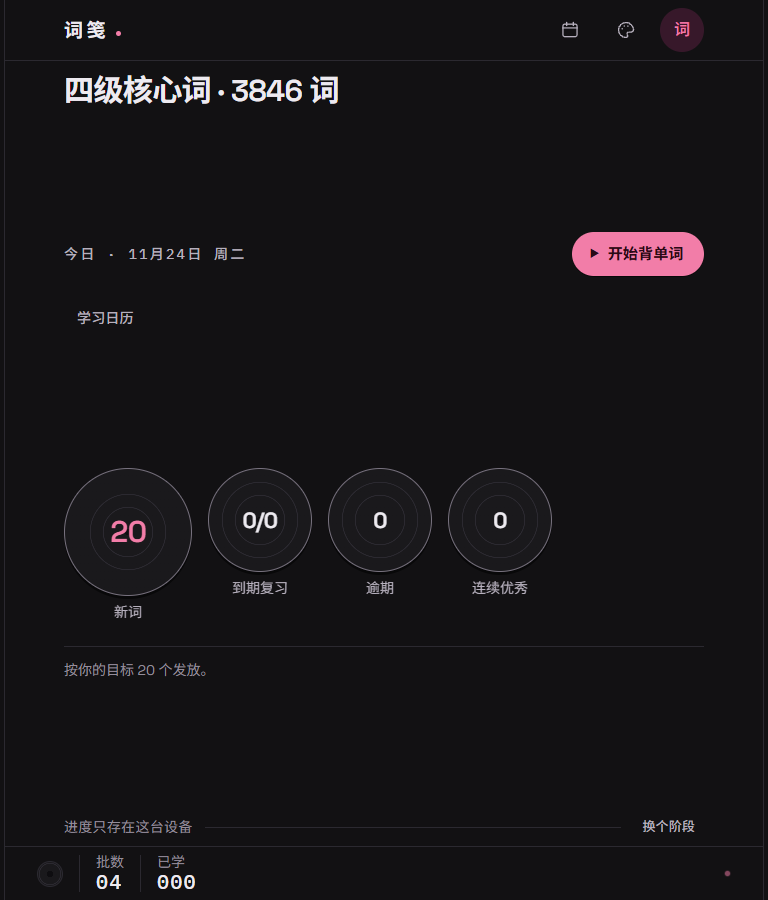 词笺
词
四级核心词 · 3846 词
今日 · 11月24日 周二
开始背单词
学习日历
20
0/0
0
0
新词
到期复习
逾期
连续优秀
按你的目标 20 个发放。
进度只存在这台设备
换个阶段
批数
已学
04
000